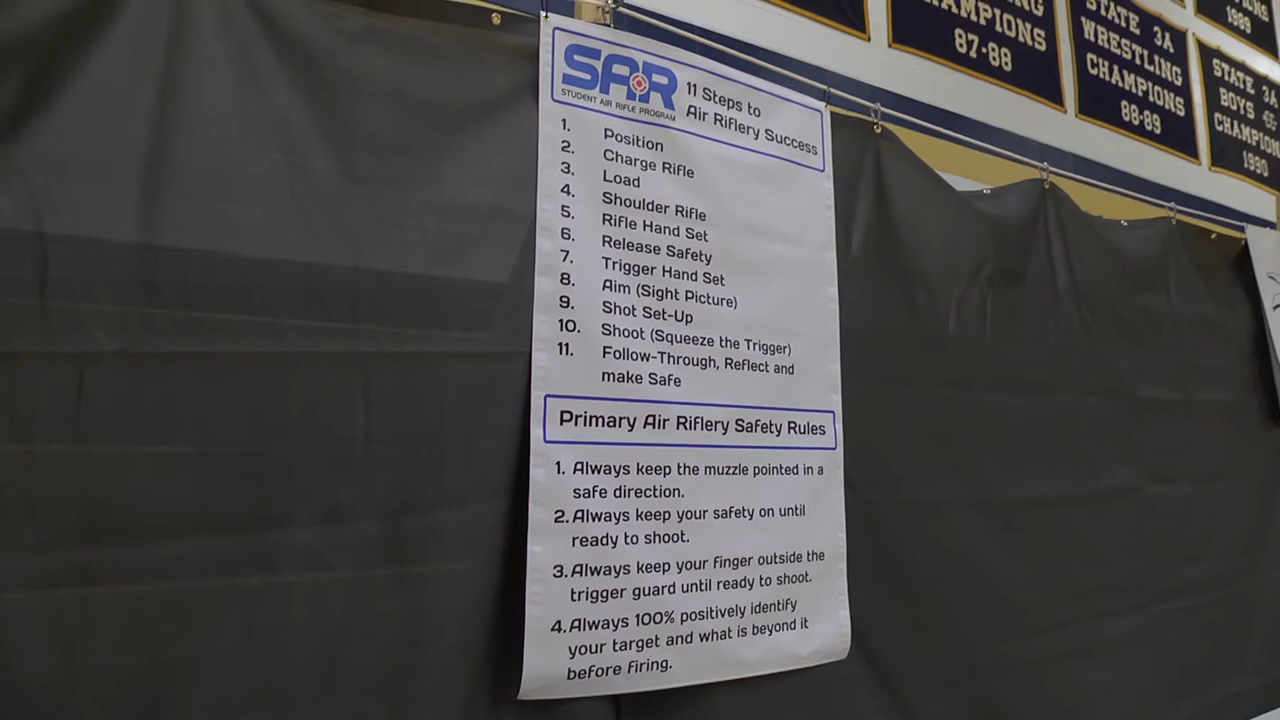 SAR
STUDENT AIR RIFLE PROGRAM
11 Steps to
Air Riflery Success
1. Position
2. Charge Rifle
3. Load
4. Shoulder Rifle
5. Rifle Hand Set
6. Release Safety
7. Trigger Hand Set
8. Aim (Sight Picture)
9. Shot Set-Up
10. Shoot (Squeeze the Trigger)
11. Follow-Through, Reflect and
make Safe
Primary Air Riflery Safety Rules
1. Always keep the muzzle pointed in a
safe direction.
2. Always keep your safety on until
ready to shoot.
3. Always keep your finger outside the
trigger guard until ready to shoot.
4. Always 100% positively identify
your target and what is beyond it
before firing.
87-88
STATE 3A
WRESTLING
CHAMPIONS
88-89
1989
STATE 3A
BOYS
1990